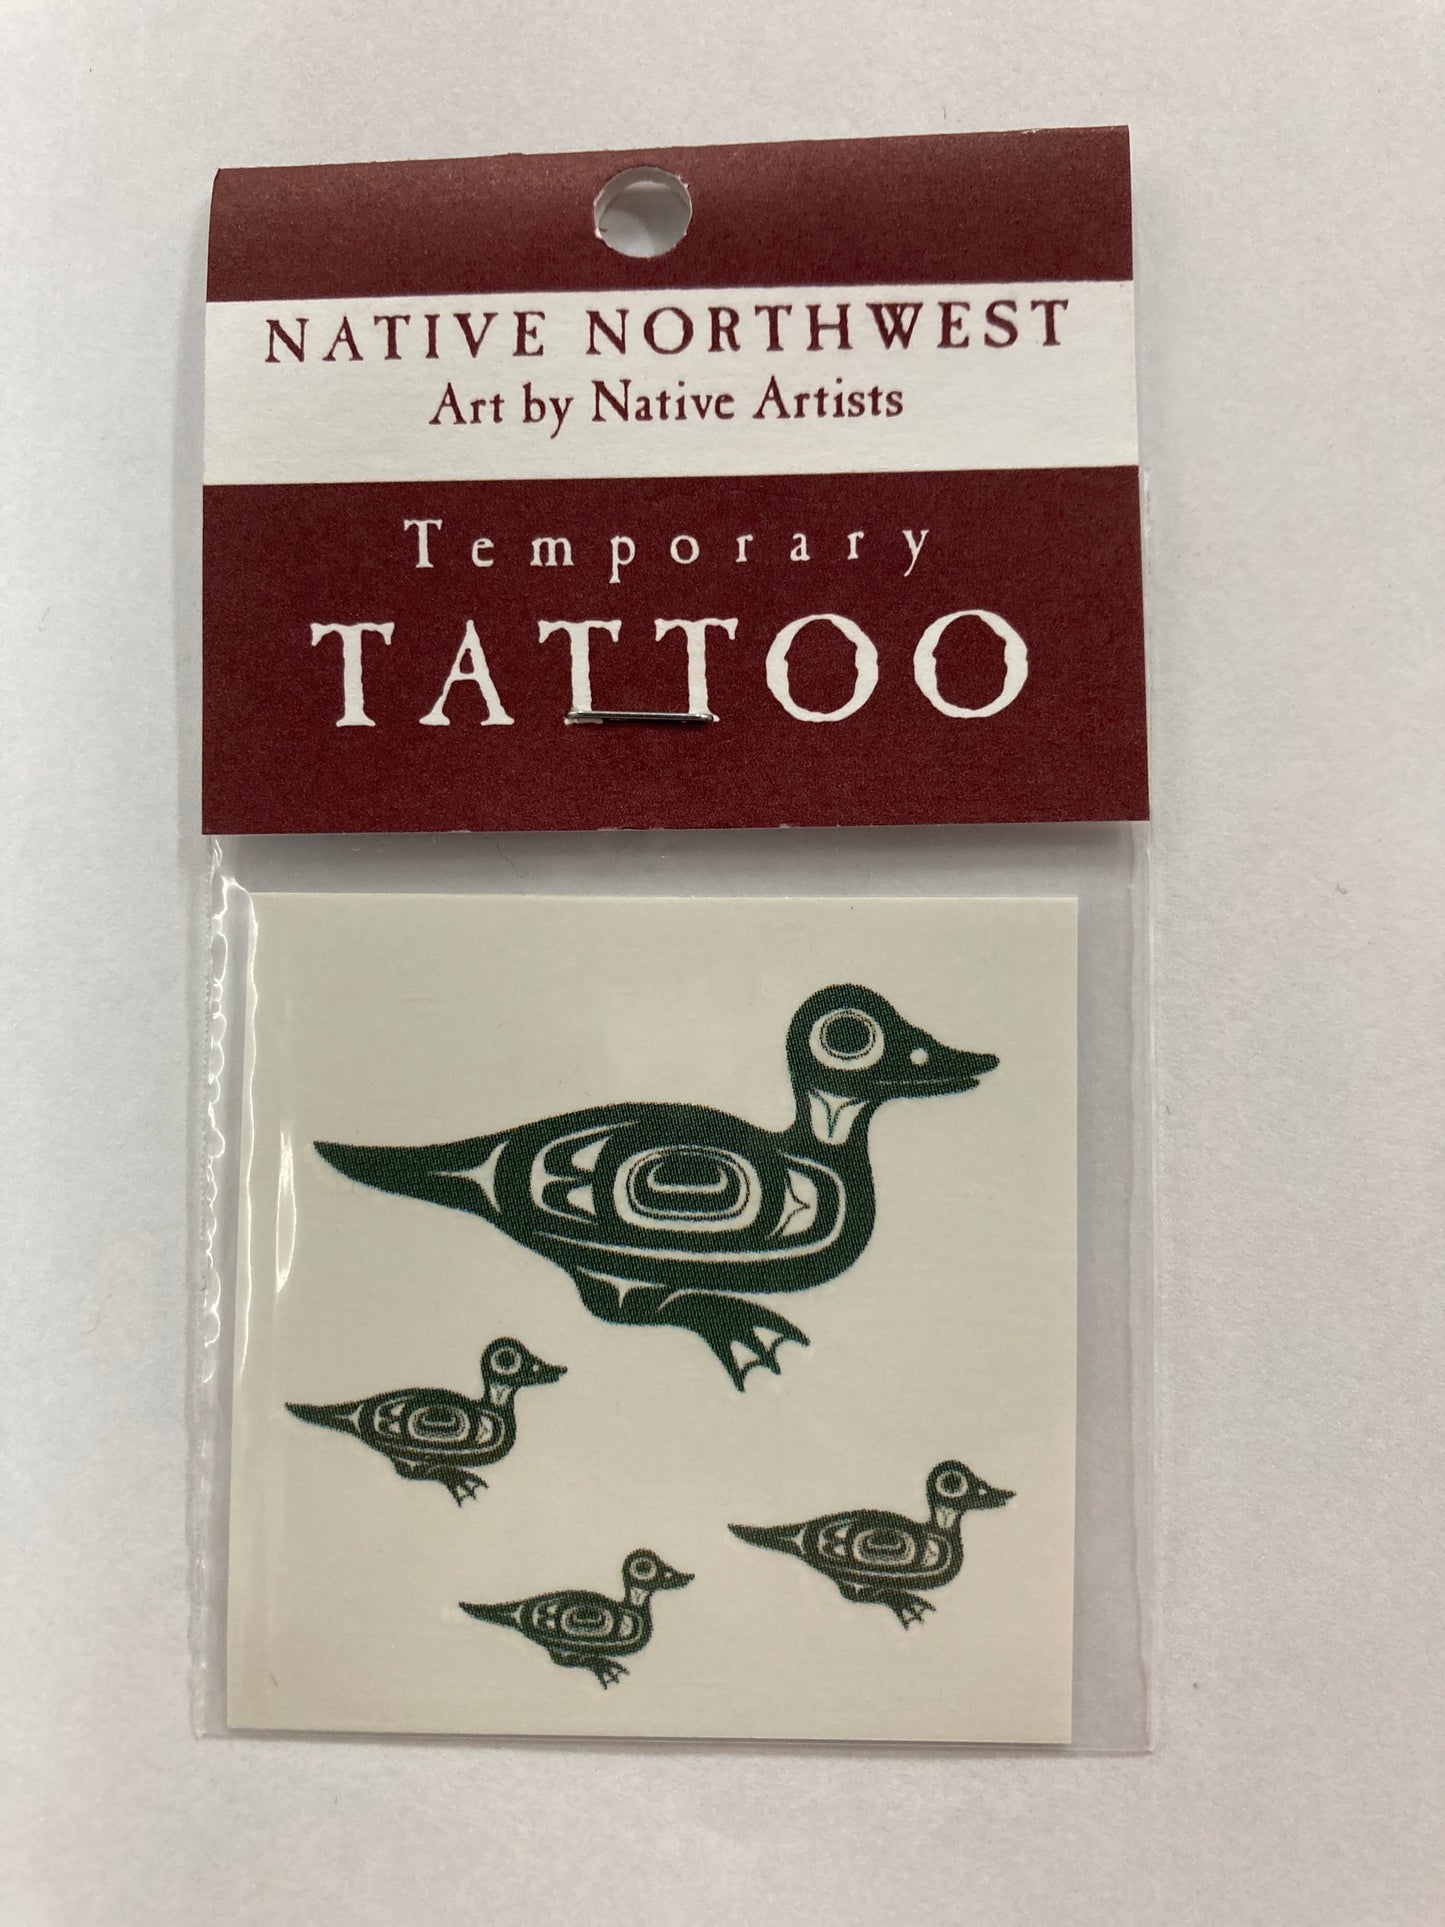 NATIVE NORTHWEST
Art by Native Artists
Temporary
TATTOO